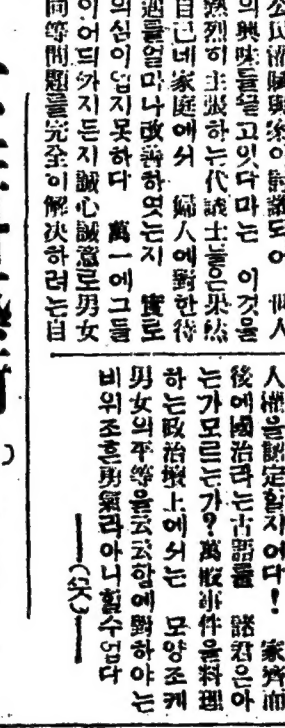 公民權賦與案이討議되어 世人
의興味들을 고잇다마는 이것을
熱烈히主張하는代議士들은果然
自己네家庭에서 婦人에對한待
遇를얼마나改善하엿는지 實로
의심이업지못하다 萬一에그들
이어듸까지든지誠心誠意로男女
同等問題를完全이解決하려는自
人權을認定할지어다! 家齊而
後에國治라는古語를 諸君은아
는가모르는가? 萬般事件을料理
하는政治壇上에서는 모양조케
男女의平等을云云함에對하야는
비위조흔男氣라아니할수업다